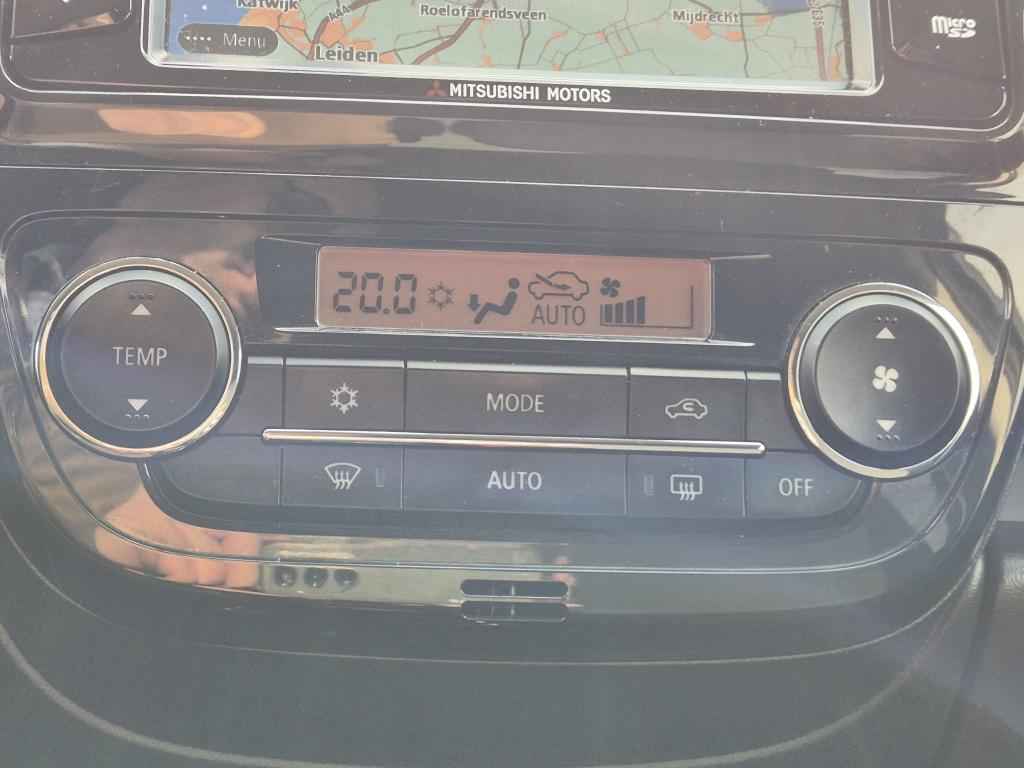 Katwijk
Roelofarendsveen
Mijdrecht
Menu
Leiden
micro
SD
MITSUBISHI MOTORS
20.0
AUTO
TEMP
MODE
AUTO
OFF